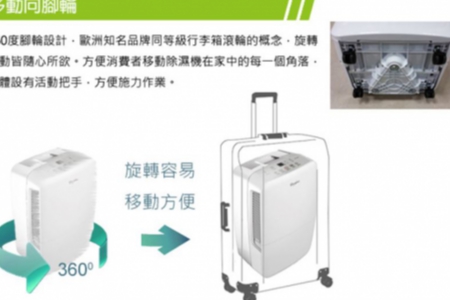 移動向腳輪
60度腳輪設計，歐洲知名品牌同等級行李箱滾輪的概念，旋轉
動皆隨心所欲。方便消費者移動除濕機在家中的每一個角落，
體設有活動把手，方便施力作業。
旋轉容易
移動方便
360⁰